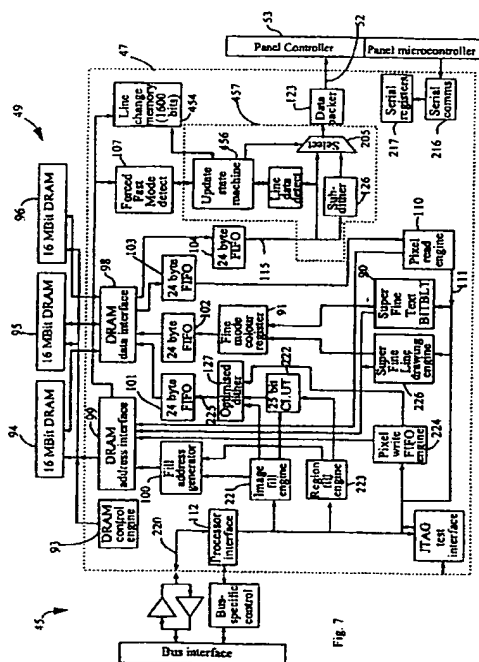 45
49
94
16 MBit DRAM
95
16 MBit DRAM
96
16 MBit DRAM
47
53
93
DRAM control engine
99
DRAM address interface
98
DRAM data interface
107
Forced Fast Mode detect
Line change memory (1600 bits)
454
100
Fill address generator
101
24 byte FIFO
102
24 byte FIFO
103
24 byte FIFO
104
24 byte FIFO
456
Update state machine
457
225
Optimized dither
127
Fine mode colour register
91
115
Line data detect
Select
205
123
Data packer
52
Panel Controller
220
112
Processor interface
221
Image fill engine
25 bit CLUT
222
Sub-dither
126
Region fill engine
223
Super Fine Text BITBLT
90
Super Fine Line drawing engine
226
Pixel read engine
110
111
Pixel write FIFO engine
224
JTAG test interface
Serial registers
217
Serial comms
216
Panel microcontroller
Bus-specific control
Bus interface
Fig. 7